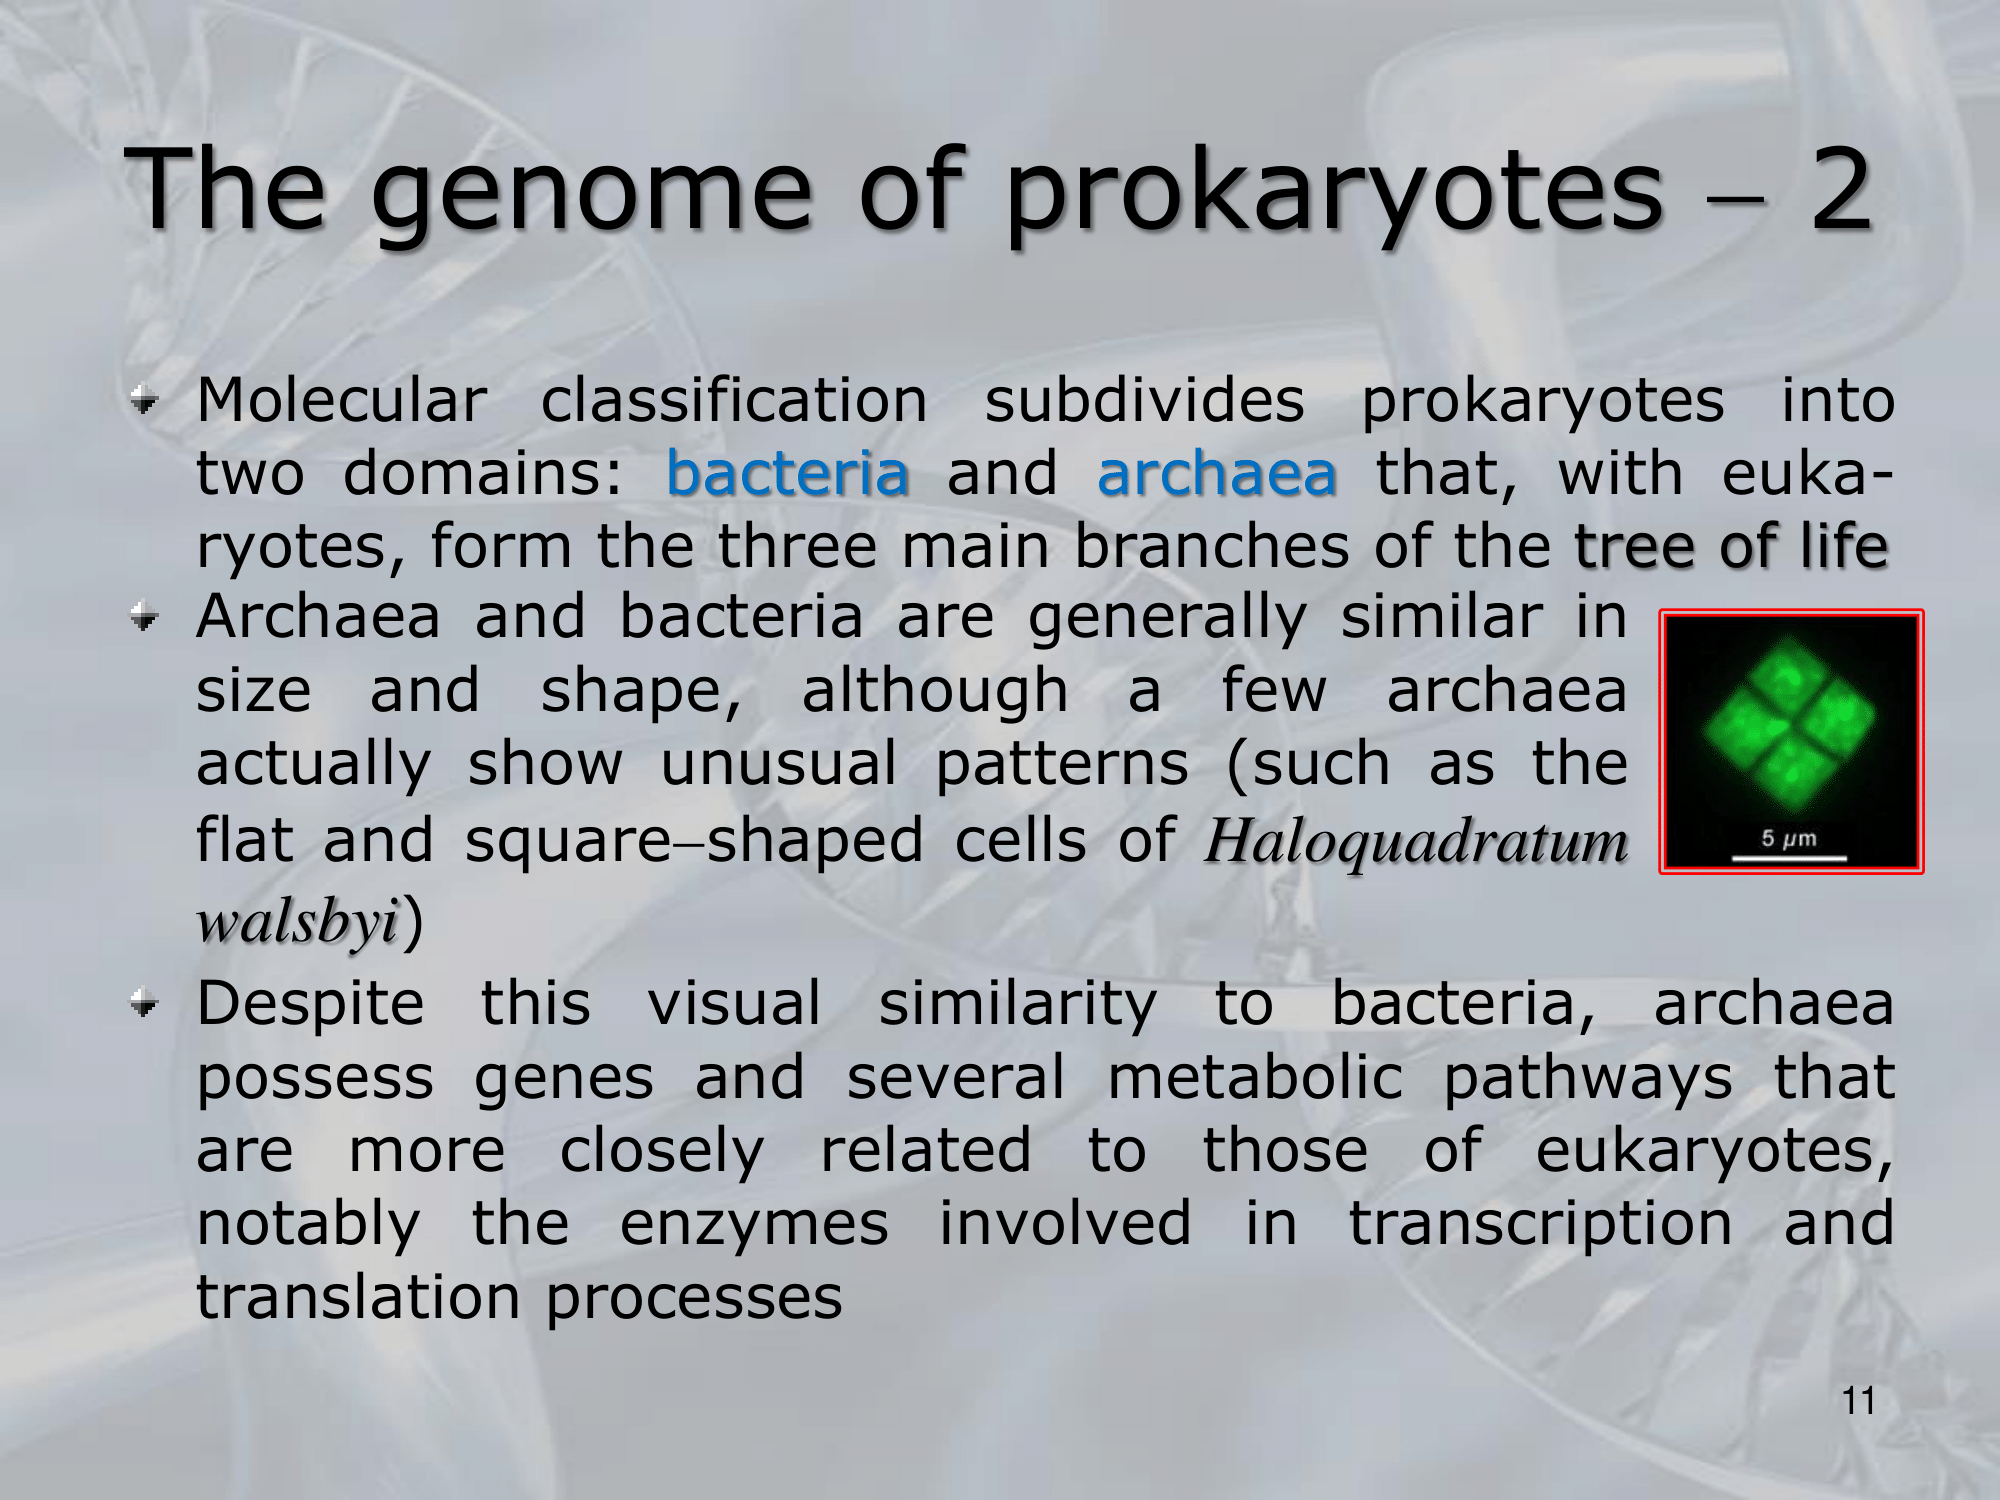 The genome of prokaryotes – 2
Molecular classification subdivides prokaryotes into
two domains: bacteria and archaea that, with euka-
ryotes, form the three main branches of the tree of life
Archaea and bacteria are generally similar in
size and shape, although a few archaea
actually show unusual patterns (such as the
flat and square–shaped cells of Haloquadratum
walsbyi)
5 µm
Despite this visual similarity to bacteria, archaea
possess genes and several metabolic pathways that
are more closely related to those of eukaryotes,
notably the enzymes involved in transcription and
translation processes
11